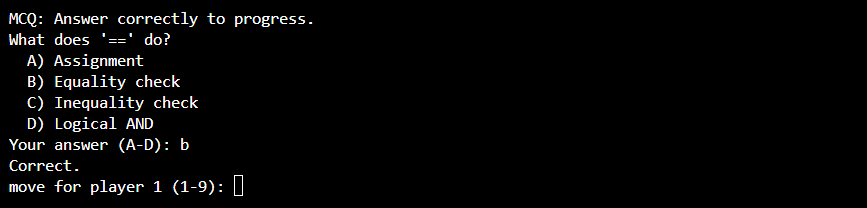 MCQ: Answer correctly to progress.
What does '==' do?
A) Assignment
B) Equality check
C) Inequality check
D) Logical AND
Your answer (A-D): b
Correct.
move for player 1 (1-9):